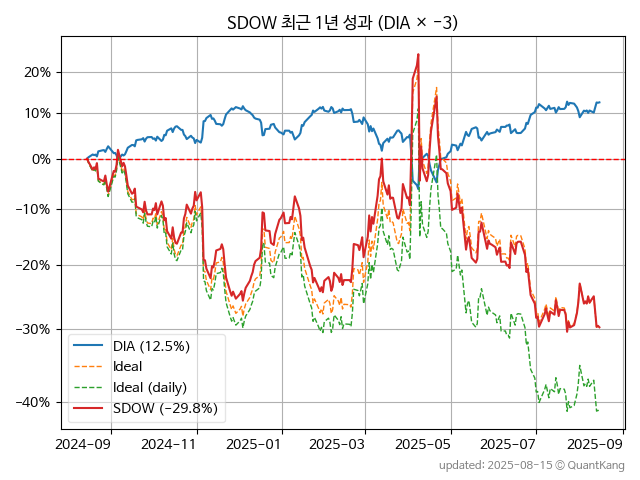 SDOW 최근 1년 성과 (DIA × −3)
20%
10%
0%
−10%
−20%
−30%
−40%
DIA (12.5%)
Ideal
Ideal (daily)
SDOW (−29.8%)
2024-09 2024-11 2025-01 2025-03 2025-05 2025-07 2025-09
updated: 2025-08-15 © QuantKang